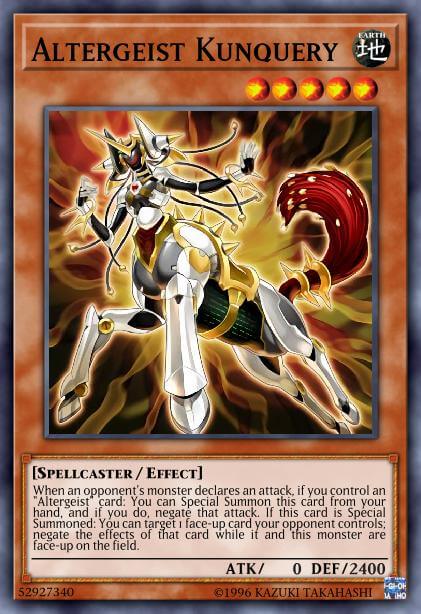 ALTERGEIST KUNQUERY
EARTH
地
[SPELLCASTER / EFFECT]
When an opponent's monster declares an attack, if you control an
"Altergeist" card: You can Special Summon this card from your
hand, and if you do, negate that attack. If this card is Special
Summoned: You can target 1 face-up card your opponent controls;
negate the effects of that card while it and this monster are
face-up on the field.
ATK/ 0 DEF/2400
52927340
©1996 KAZUKI TAKAHASHI